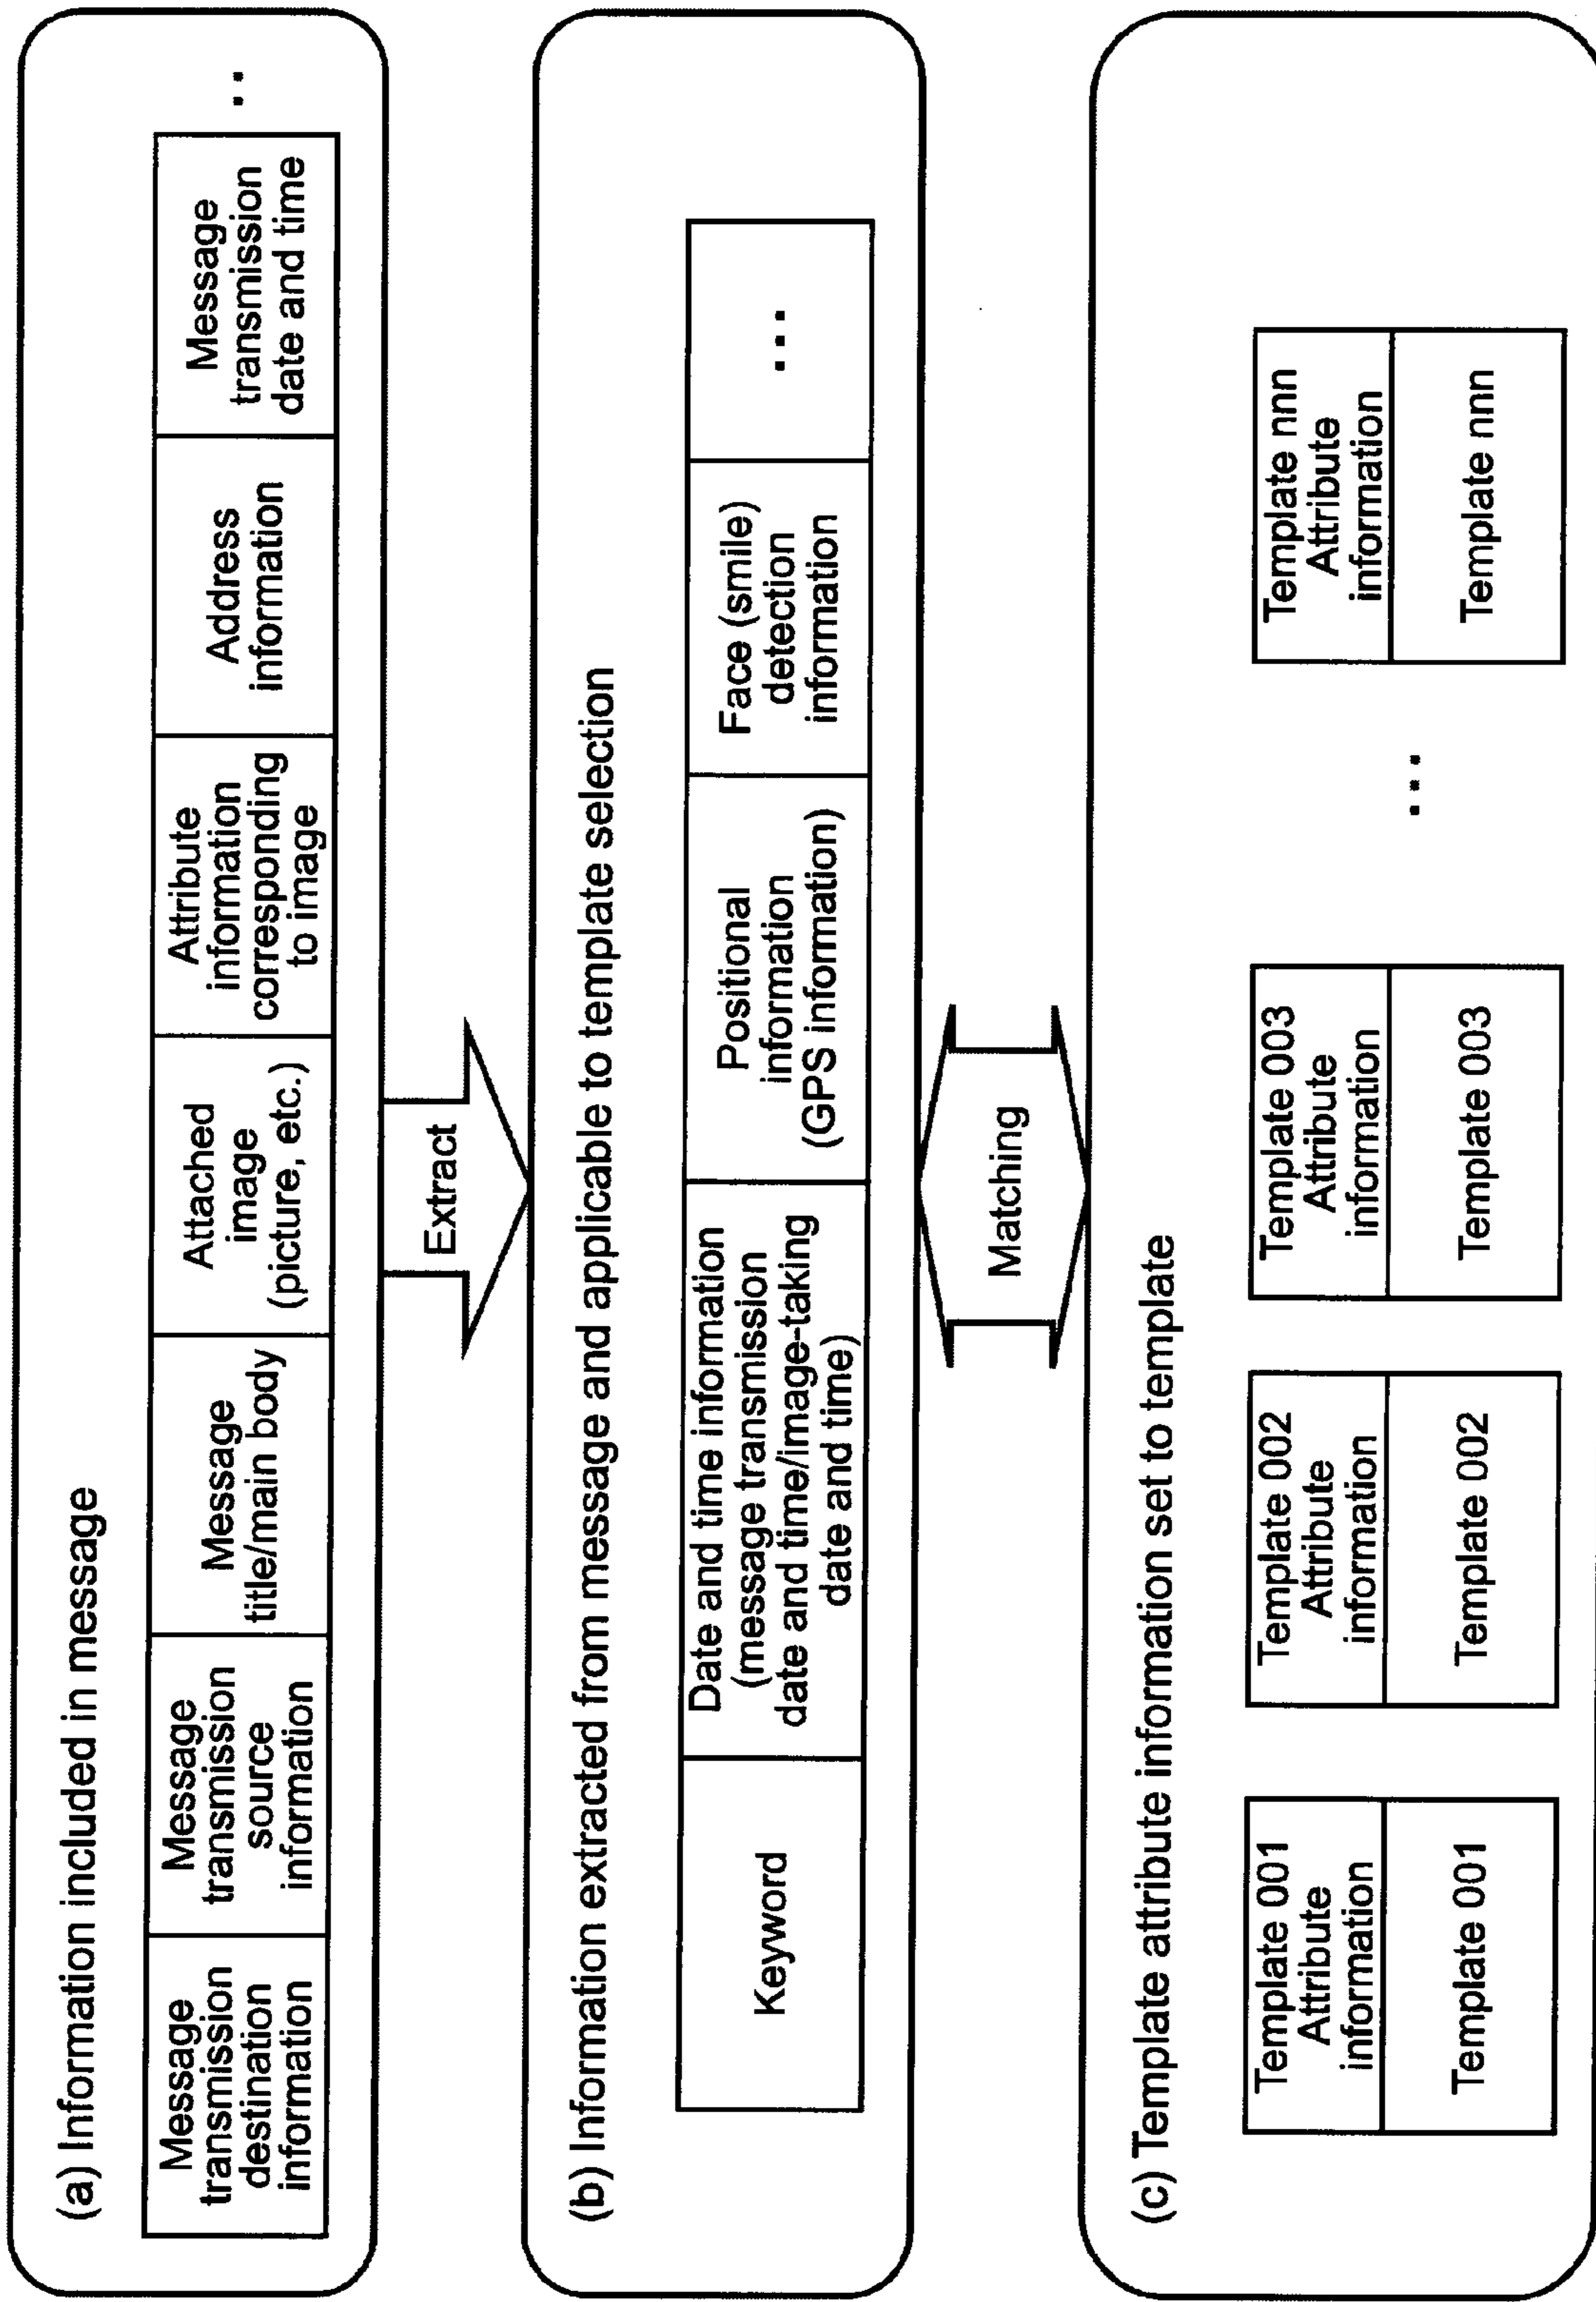 (a) Information included in message
Message
transmission
destination
information
Message
transmission
source
information
Message
title/main body
Attached
image
(picture, etc.)
Attribute
information
corresponding
to image
Address
information
Message
transmission
date and time
..
Extract
(b) Information extracted from message and applicable to template selection
Keyword
Date and time information
(message transmission
date and time/image-taking
date and time)
Positional
information
(GPS information)
Face (smile)
detection
information
...
Matching
(c) Template attribute information set to template
Template 001
Attribute
information
Template 001
Template 002
Attribute
information
Template 002
Template 003
Attribute
information
Template 003
...
Template nnn
Attribute
information
Template nnn